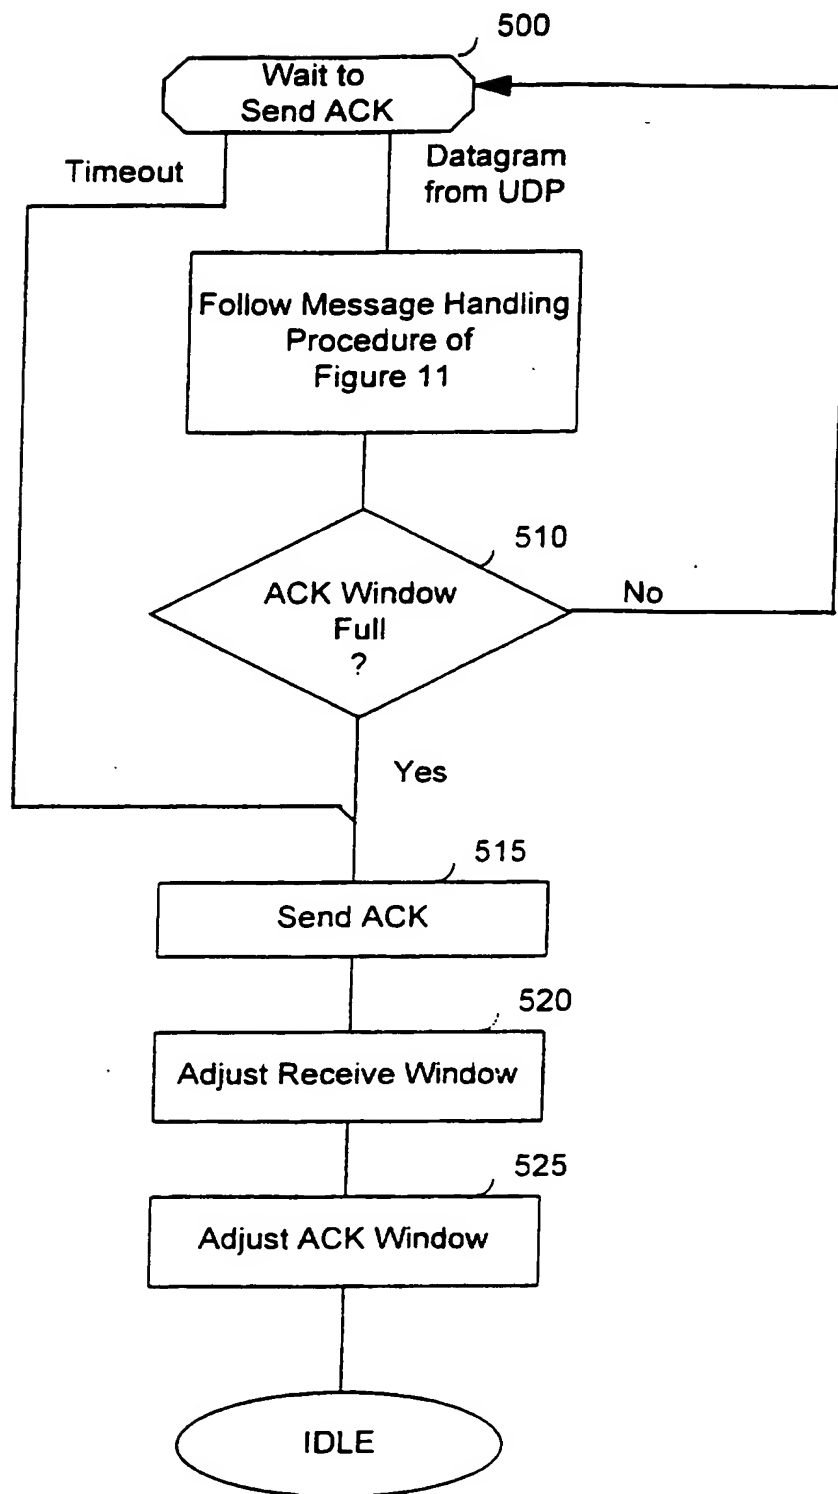 500
Wait to
Send ACK
Timeout
Datagram
from UDP
Follow Message Handling
Procedure of
Figure 11
510
ACK Window
Full
?
No
Yes
515
Send ACK
520
Adjust Receive Window
525
Adjust ACK Window
IDLE